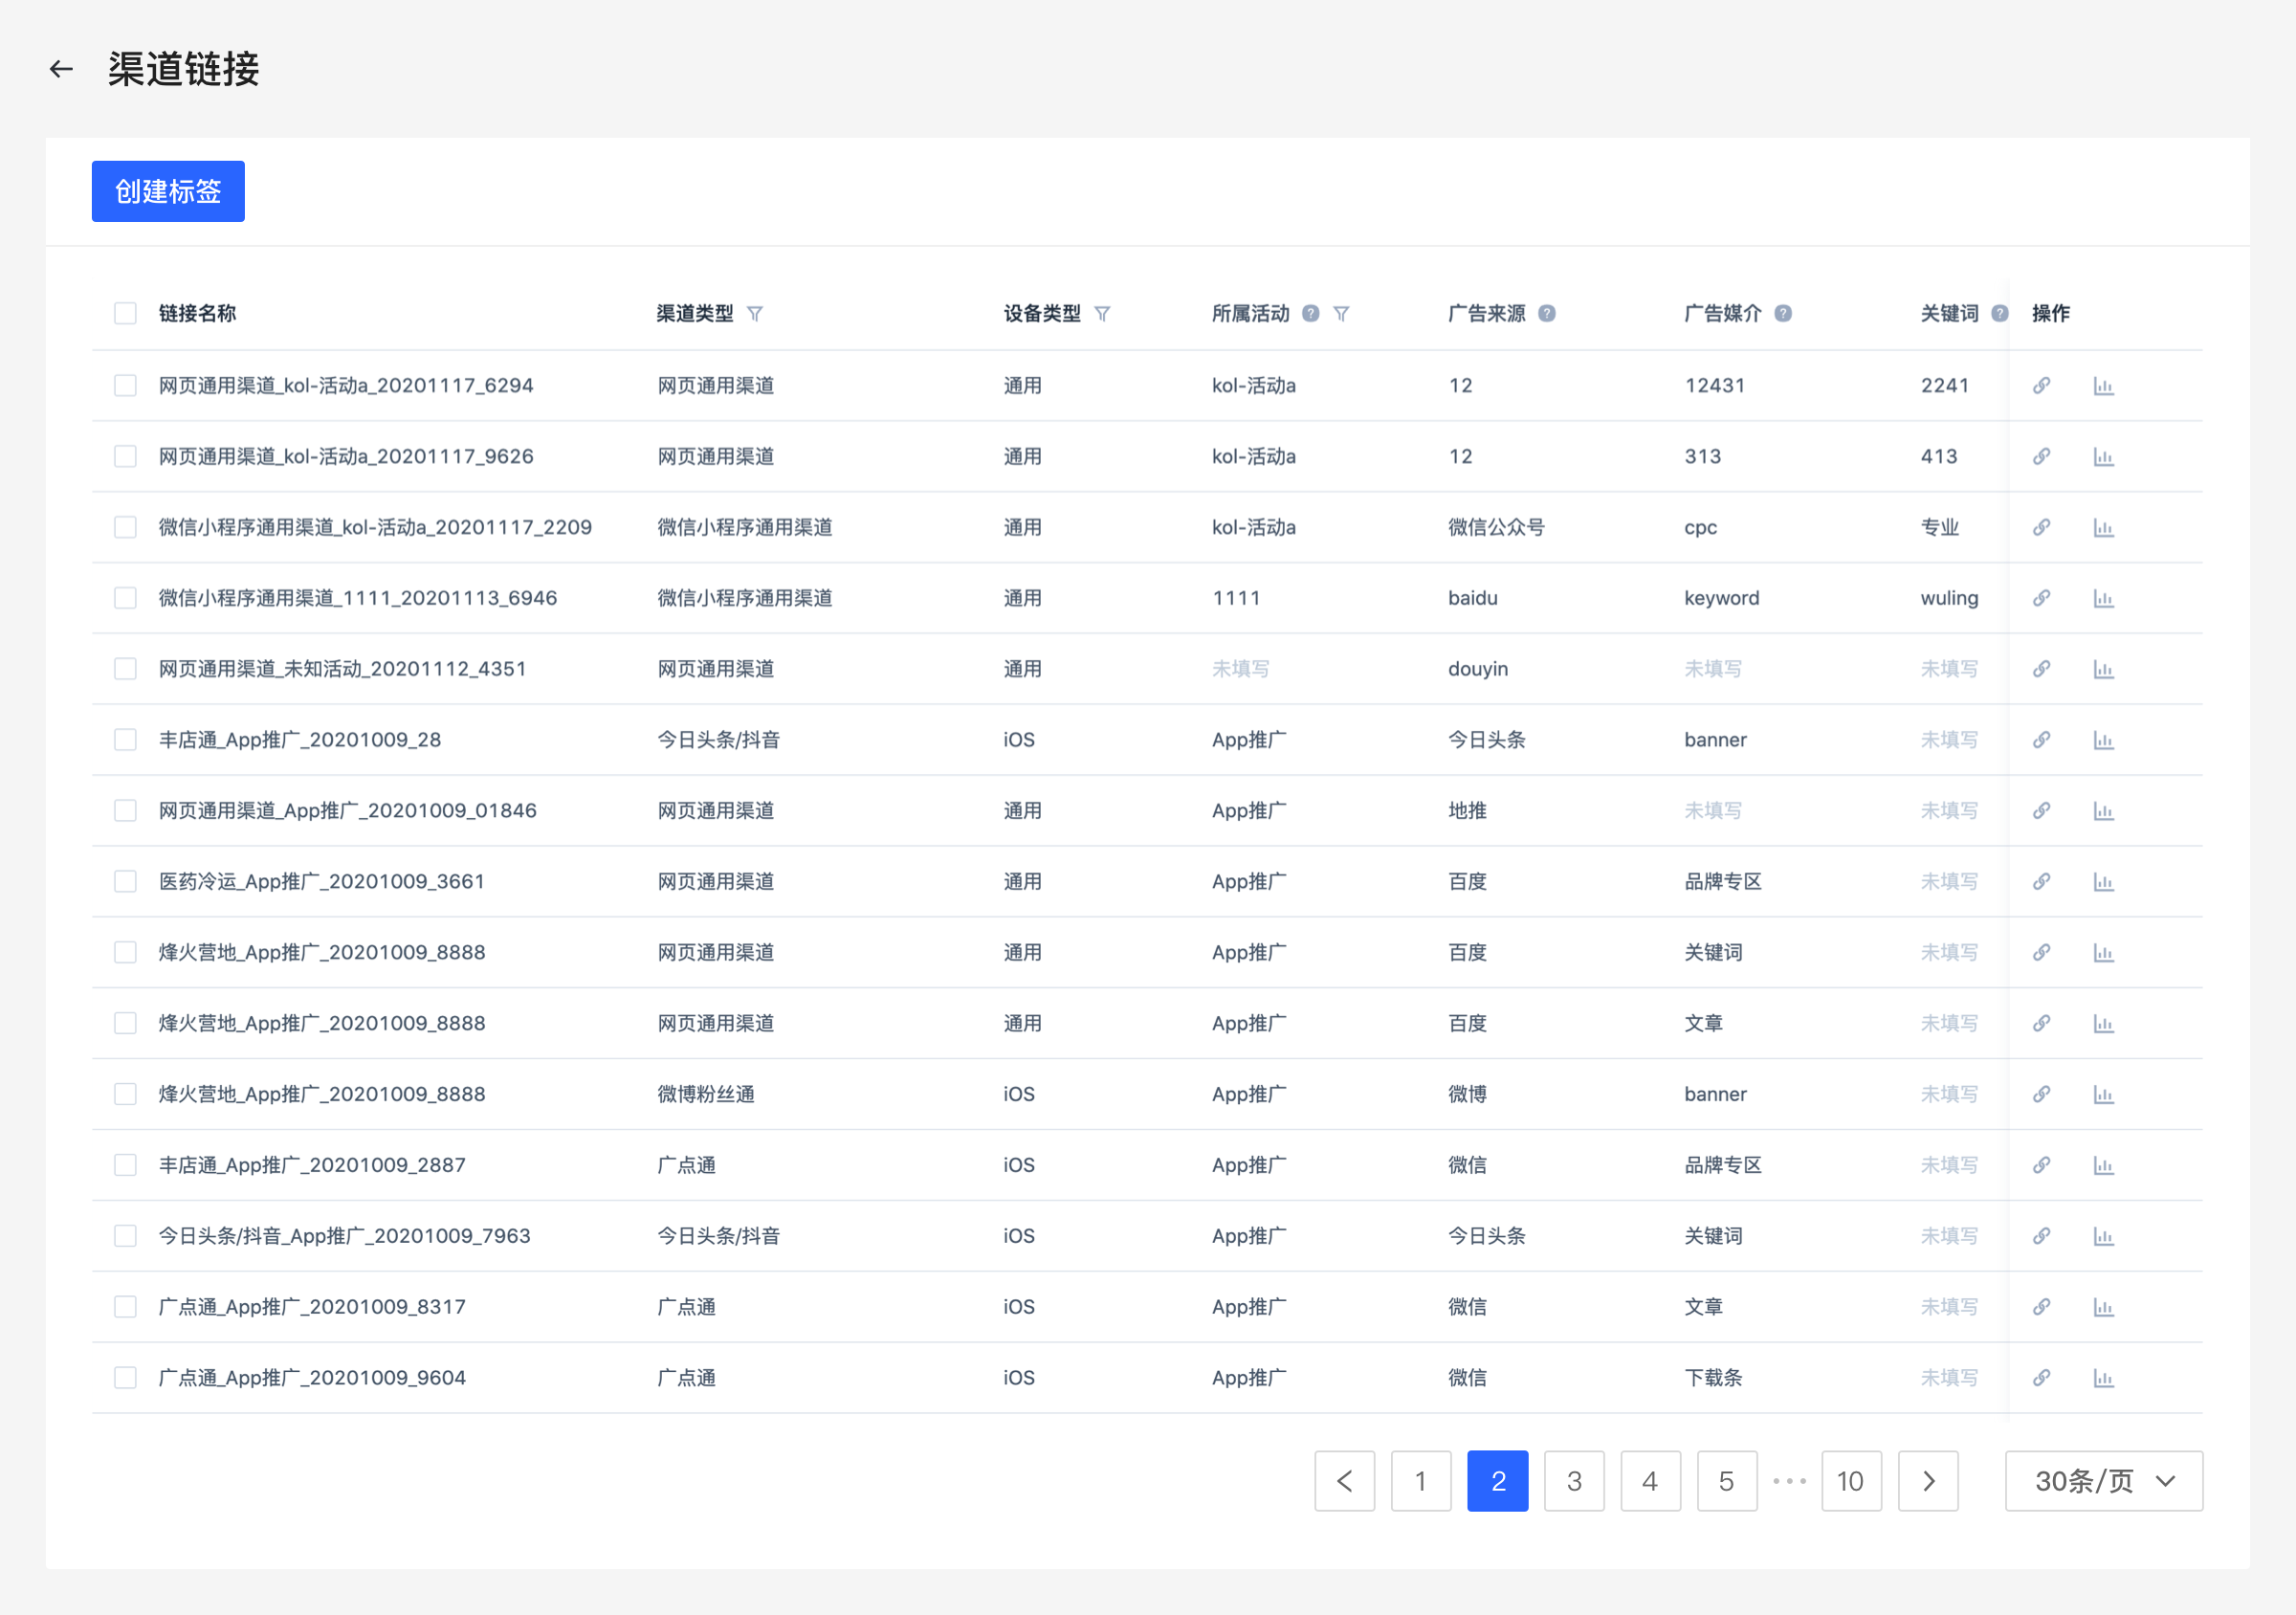 渠道链接
创建标签
链接名称 渠道类型 设备类型 所属活动 ? 广告来源 ? 广告媒介 ? 关键词 ? 操作
网页通用渠道_kol-活动a_20201117_6294 网页通用渠道 通用 kol-活动a 12 12431 2241
网页通用渠道_kol-活动a_20201117_9626 网页通用渠道 通用 kol-活动a 12 313 413
微信小程序通用渠道_kol-活动a_20201117_2209 微信小程序通用渠道 通用 kol-活动a 微信公众号 cpc 专业
微信小程序通用渠道_1111_20201113_6946 微信小程序通用渠道 通用 1111 baidu keyword wuling
网页通用渠道_未知活动_20201112_4351 网页通用渠道 通用 未填写 douyin 未填写 未填写
丰店通_App推广_20201009_28 今日头条/抖音 iOS App推广 今日头条 banner 未填写
网页通用渠道_App推广_20201009_01846 网页通用渠道 通用 App推广 地推 未填写 未填写
医药冷运_App推广_20201009_3661 网页通用渠道 通用 App推广 百度 品牌专区 未填写
烽火营地_App推广_20201009_8888 网页通用渠道 通用 App推广 百度 关键词 未填写
烽火营地_App推广_20201009_8888 网页通用渠道 通用 App推广 百度 文章 未填写
烽火营地_App推广_20201009_8888 微博粉丝通 iOS App推广 微博 banner 未填写
丰店通_App推广_20201009_2887 广点通 iOS App推广 微信 品牌专区 未填写
今日头条/抖音_App推广_20201009_7963 今日头条/抖音 iOS App推广 今日头条 关键词 未填写
广点通_App推广_20201009_8317 广点通 iOS App推广 微信 文章 未填写
广点通_App推广_20201009_9604 广点通 iOS App推广 微信 下载条 未填写
1 2 3 4 5 ••• 10 30条/页